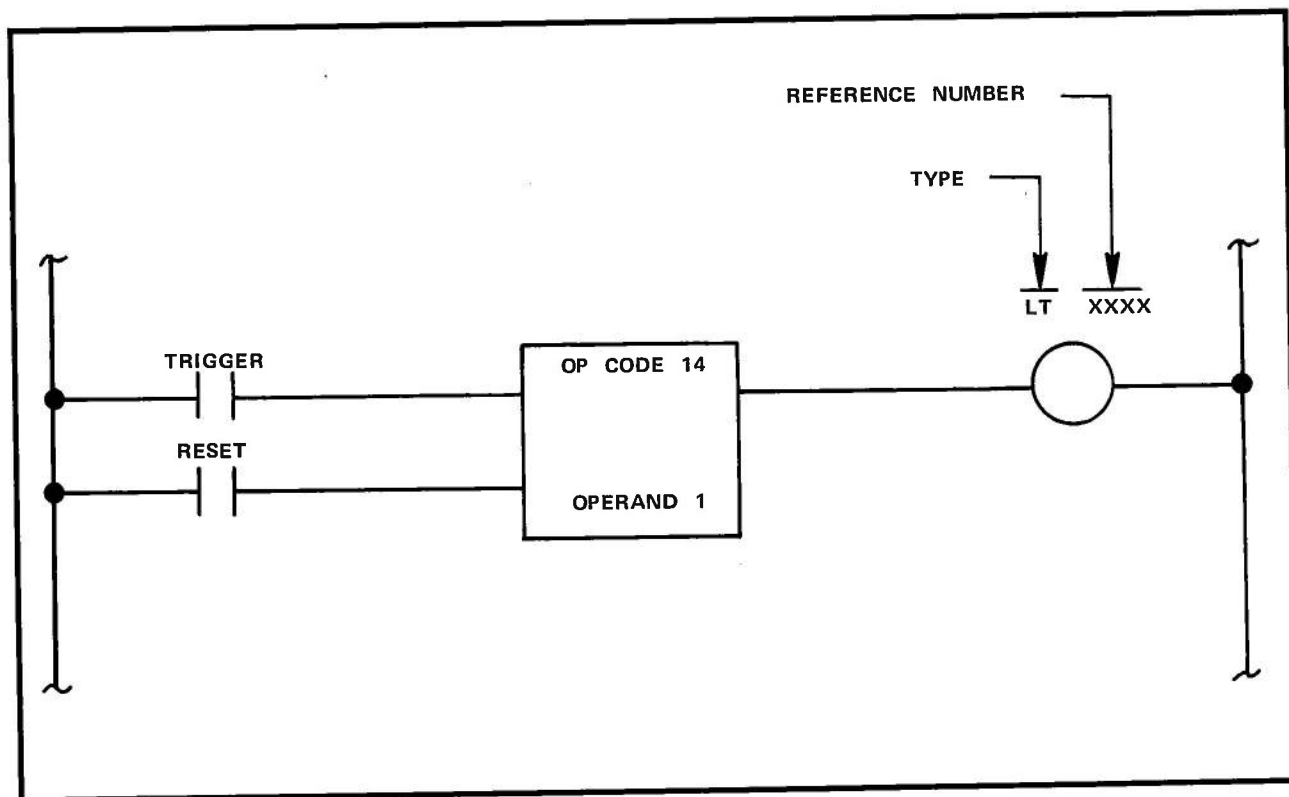 REFERENCE NUMBER
TYPE
LT XXXX
TRIGGER
OP CODE 14
RESET
OPERAND 1